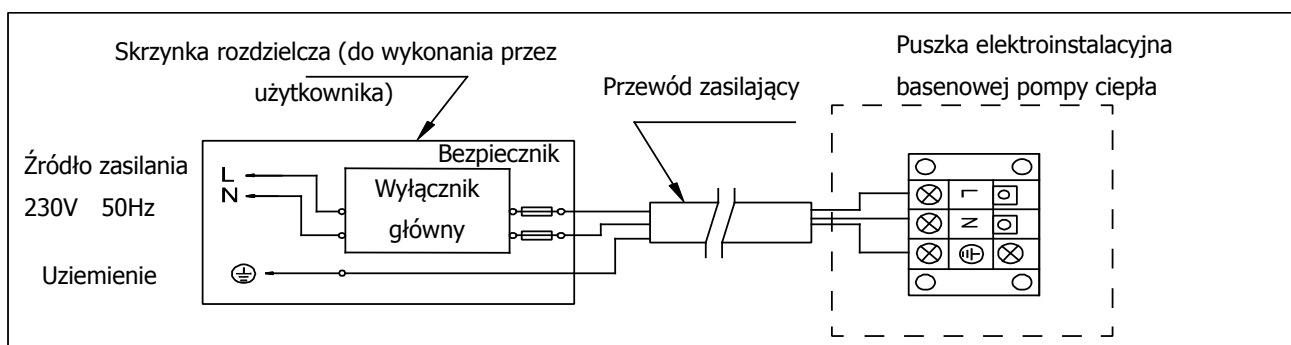 Skrzynka rozdzielcza (do wykonania przez
użytkownika)
Przewód zasilający
Puszka elektroinstalacyjna
basenowej pompy ciepła
Źródło zasilania
230V 50Hz
Uziemienie
L
N
Bezpiecznik
Wyłącznik
główny
L
N